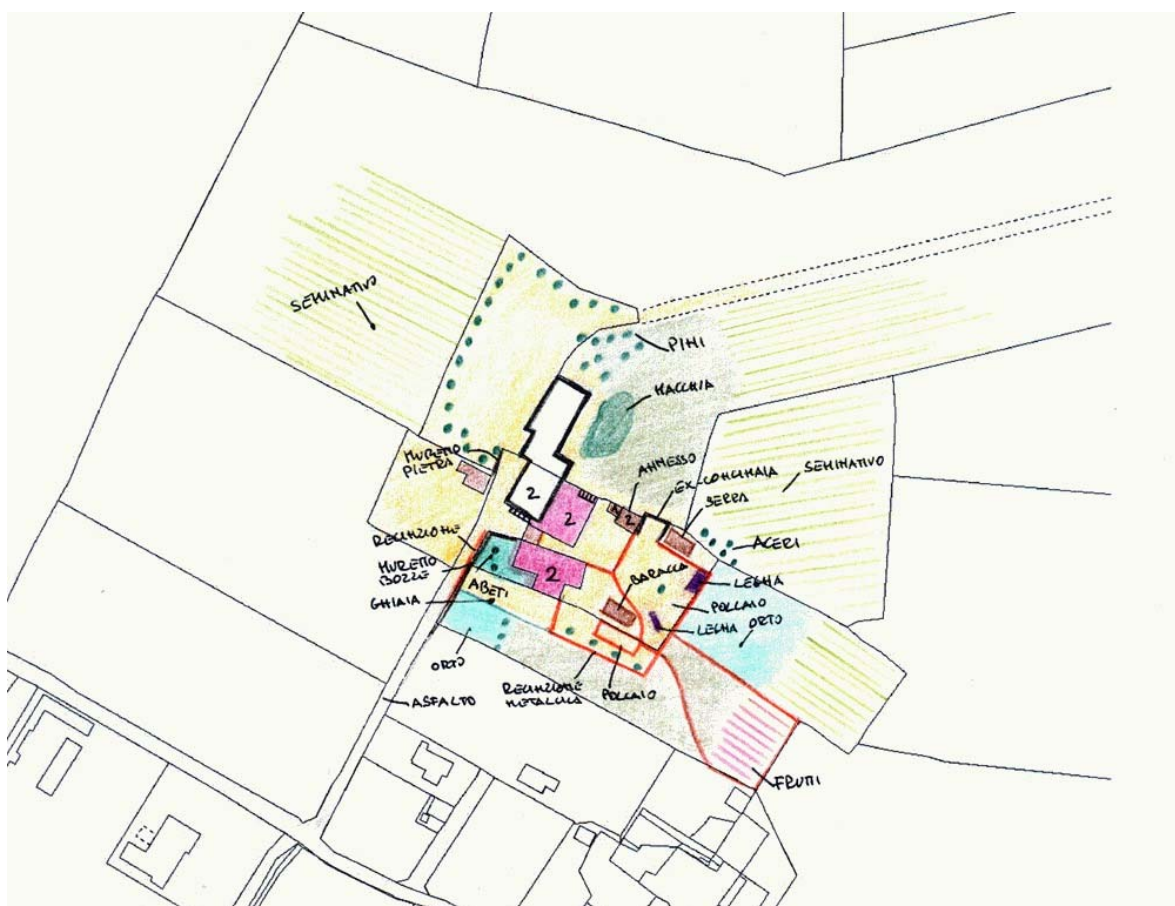 SEMINATIVO
PINI
MACCHIA
MURETTO
PIETRA
ANNESSO
EX-CONCIMAIA
SERRA
SEMINATIVO
2
2
2
2
RECINZIONE
MURETTO
BOZZE
ABETI
GHIAIA
BARACCA
ACERI
LEGNA
POLLAIO
LEGNA
ORTO
ORTO
ASFALTO
RECINZIONE
METALLICA
POLLAIO
FRUTTI